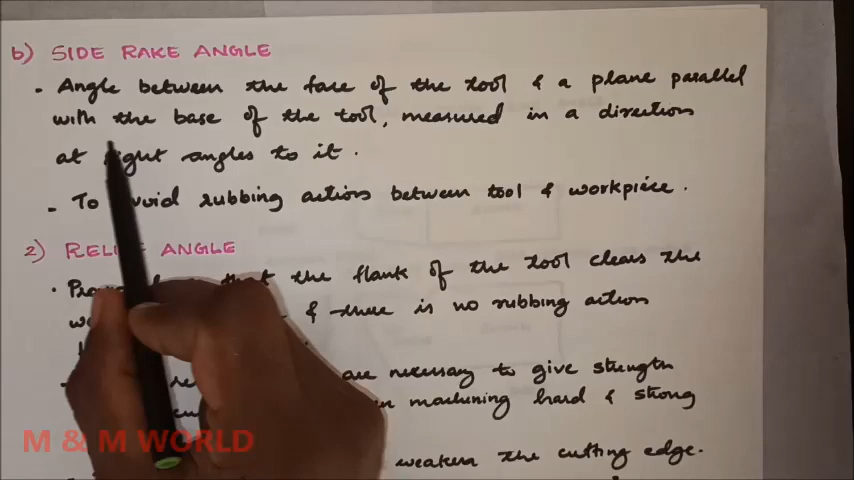 b) SIDE RAKE ANGLE
- Angle between the face of the tool & a plane parallel
with the base of the tool, measured in a direction
at right angles to it.
- To avoid rubbing actions between tool & workpiece.
2) RELIEF ANGLE
. the flank of the tool clears the
& there is no rubbing action
are necessary to give strength
machining hard & strong
weakens the cutting edge.
M & M WORLD